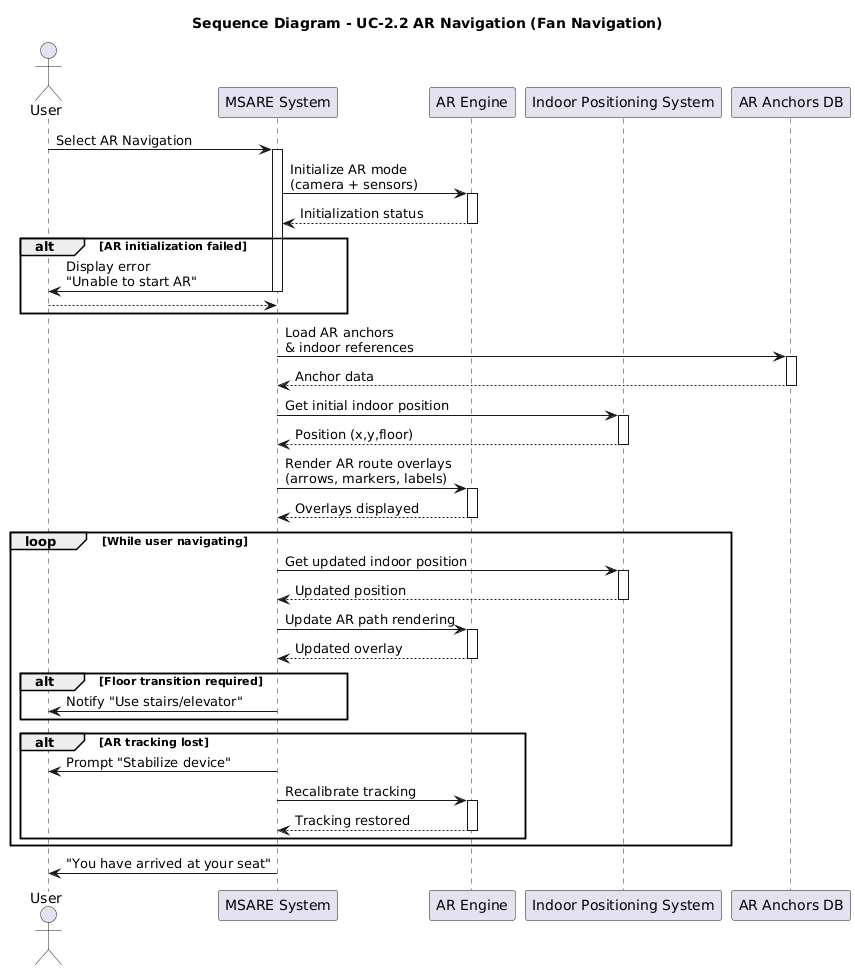 Sequence Diagram - UC-2.2 AR Navigation (Fan Navigation)
User
MSARE System
AR Engine
Indoor Positioning System
AR Anchors DB
Select AR Navigation
Initialize AR mode
(camera + sensors)
Initialization status
alt
[AR initialization failed]
Display error
"Unable to start AR"
Load AR anchors
& indoor references
Anchor data
Get initial indoor position
Position (x,y,floor)
Render AR route overlays
(arrows, markers, labels)
Overlays displayed
loop
[While user navigating]
Get updated indoor position
Updated position
Update AR path rendering
Updated overlay
alt
[Floor transition required]
Notify "Use stairs/elevator"
alt
[AR tracking lost]
Prompt "Stabilize device"
Recalibrate tracking
Tracking restored
"You have arrived at your seat"
User
MSARE System
AR Engine
Indoor Positioning System
AR Anchors DB